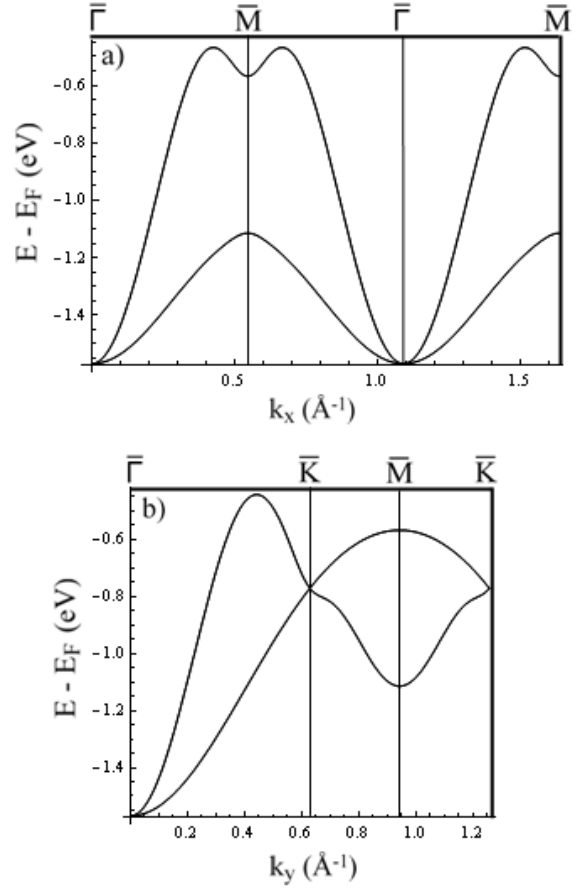 Γ̅ M̅ Γ̅ M̅
a)
−0.6
−0.8
−1.0
−1.2
−1.4
E - E_F (eV)
0.5 1.0 1.5
k_x (Å⁻¹)
Γ̅ K̅ M̅ K̅
b)
−0.6
−0.8
−1.0
−1.2
−1.4
E - E_F (eV)
0.2 0.4 0.6 0.8 1.0 1.2
k_y (Å⁻¹)